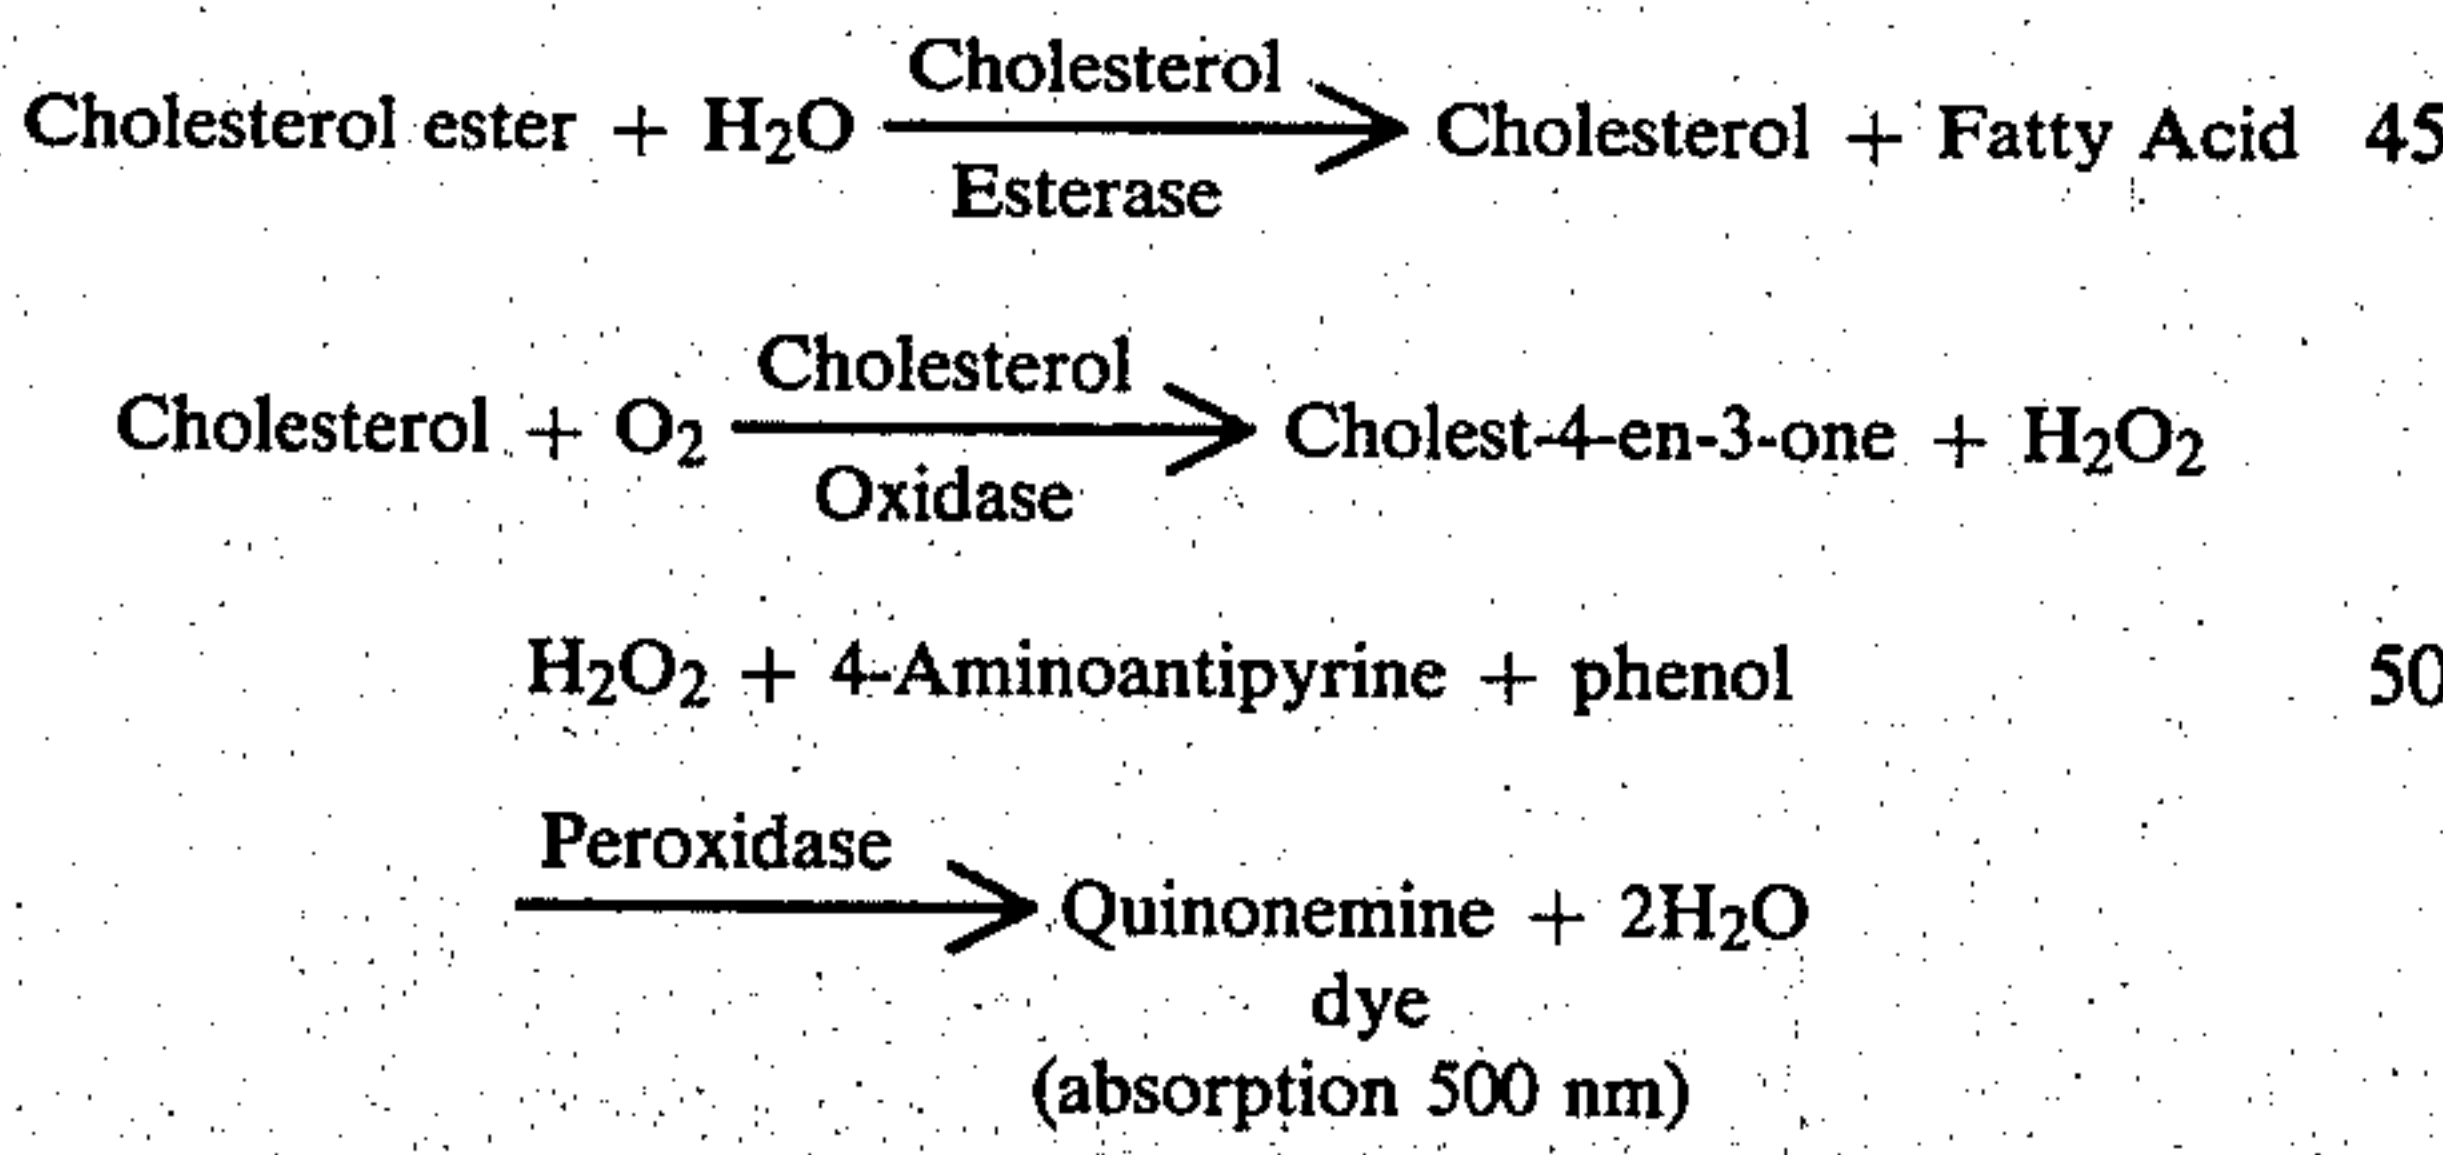 Cholesterol
Cholesterol ester + H₂O → Cholesterol + Fatty Acid 45
Esterase
Cholesterol
Cholesterol + O₂ → Cholest-4-en-3-one + H₂O₂
Oxidase
H₂O₂ + 4-Aminoantipyrine + phenol 50
Peroxidase
→ Quinonemine + 2H₂O
dye
(absorption 500 nm)